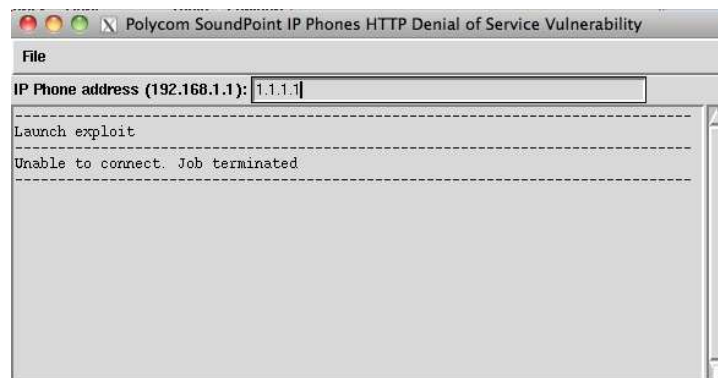 Polycom SoundPoint IP Phones HTTP Denial of Service Vulnerability
File
IP Phone address (192.168.1.1): 1.1.1.1
--------------------------------------------------------------------------------
Launch exploit
--------------------------------------------------------------------------------
Unable to connect. Job terminated
--------------------------------------------------------------------------------